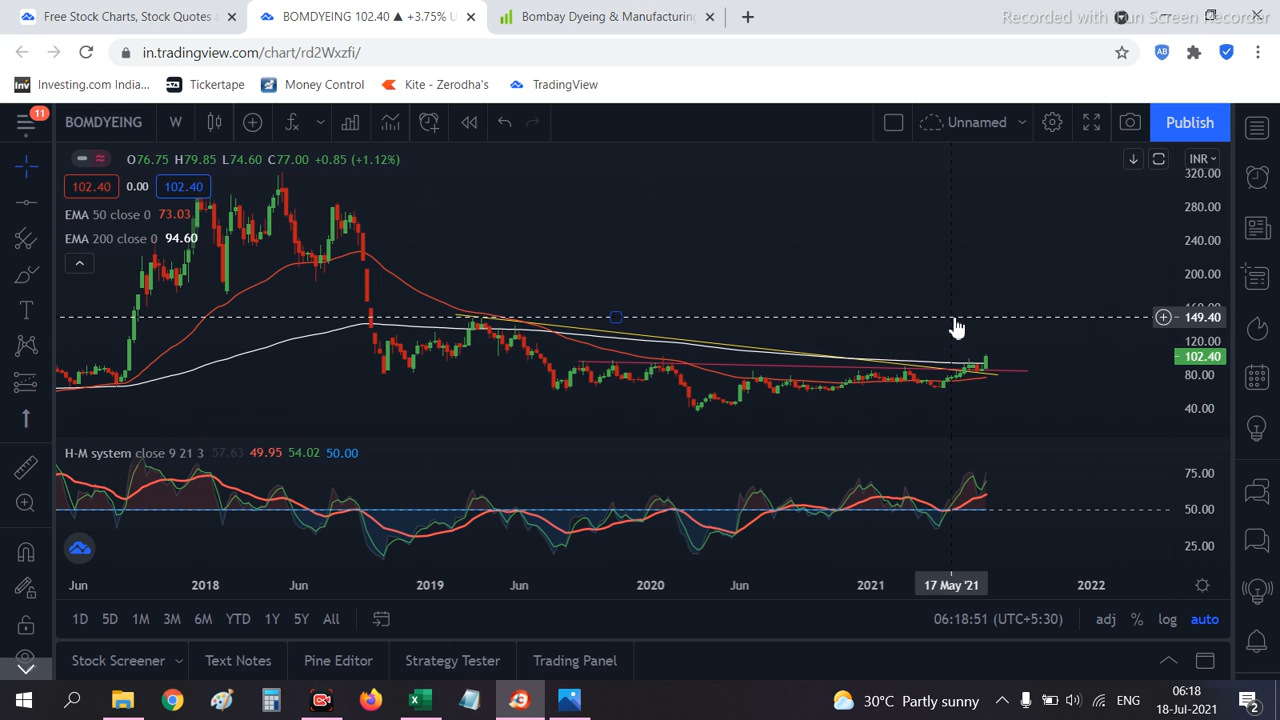 Free Stock Charts, Stock Quotes a
BOMDYEING 102.40 ▲ +3.75% U
Bombay Dyeing & Manufacturing
Recorded with Fun Screen Recorder
in.tradingview.com/chart/rd2Wxzfi/
Inv Investing.com India...
Tickertape
Money Control
Kite - Zerodha's
TradingView
11
BOMDYEING
W
Unnamed
Publish
O76.75 H79.85 L74.60 C77.00 +0.85 (+1.12%)
INR
102.40 0.00 102.40
EMA 50 close 0 73.03
EMA 200 close 0 94.60
320.00
280.00
240.00
200.00
160.00
149.40
120.00
102.40
80.00
40.00
H-M system close 9 21 3 57.63 49.95 54.02 50.00
75.00
50.00
25.00
Jun 2018 Jun 2019 Jun 2020 Jun 2021 17 May '21 2022
1D 5D 1M 3M 6M YTD 1Y 5Y All
06:18:51 (UTC+5:30) adj % log auto
Stock Screener Text Notes Pine Editor Strategy Tester Trading Panel
30°C Partly sunny
ENG
06:18
18-Jul-2021
2